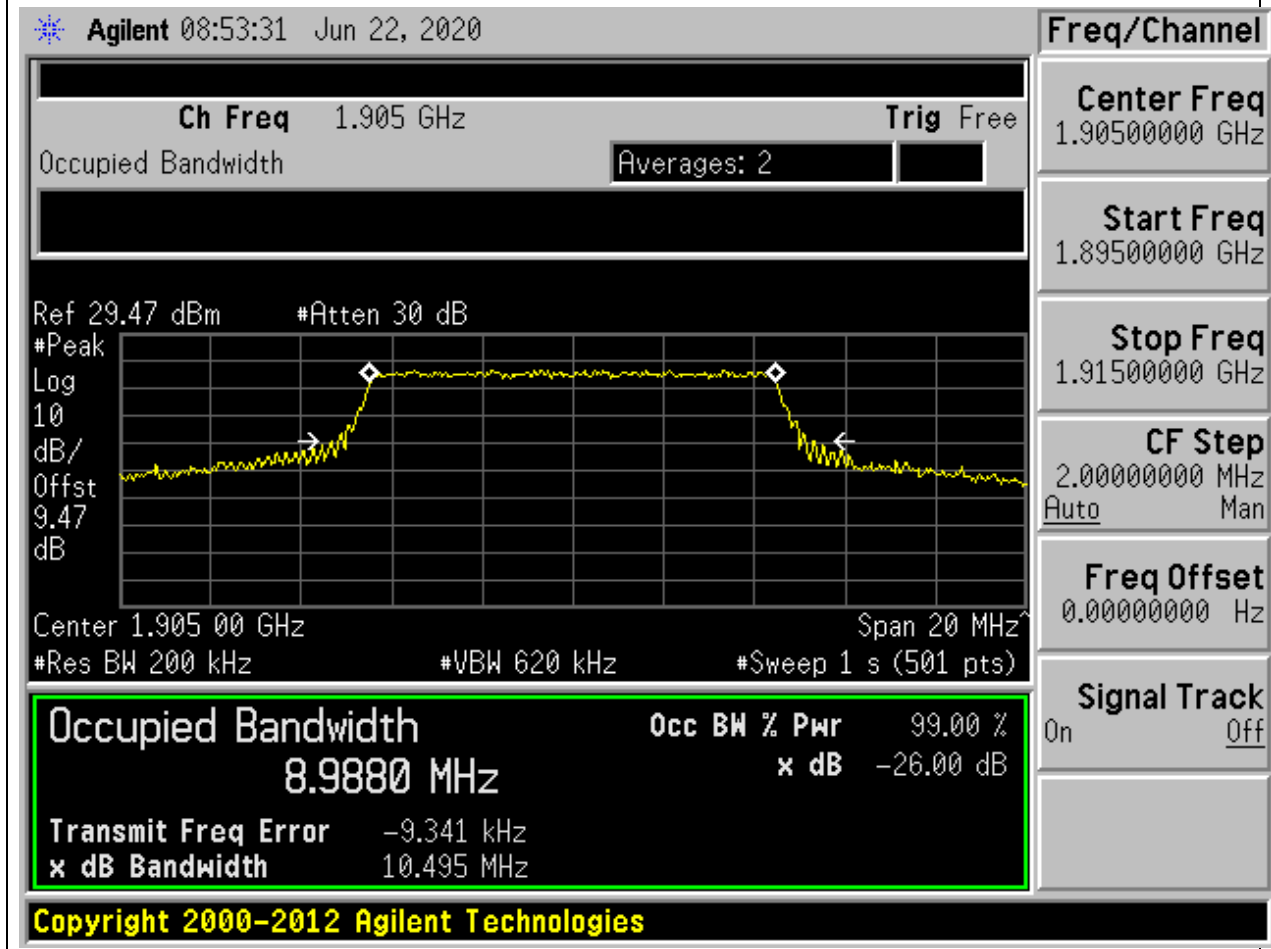 Agilent 08:53:31 Jun 22, 2020
Freq/Channel
Ch Freq 1.905 GHz
Trig Free
Occupied Bandwidth
Averages: 2
Ref 29.47 dBm #Atten 30 dB
#Peak
Log
10
dB/
Offst
9.47
dB
Center 1.905 00 GHz
Span 20 MHz^
#Res BW 200 kHz #VBW 620 kHz #Sweep 1 s (501 pts)
Occupied Bandwidth
8.9880 MHz
Occ BW % Pwr 99.00 %
x dB -26.00 dB
Transmit Freq Error -9.341 kHz
x dB Bandwidth 10.495 MHz
Copyright 2000-2012 Agilent Technologies
Center Freq
1.90500000 GHz
Start Freq
1.89500000 GHz
Stop Freq
1.91500000 GHz
CF Step
2.00000000 MHz
Auto Man
Freq Offset
0.00000000 Hz
Signal Track
On Off